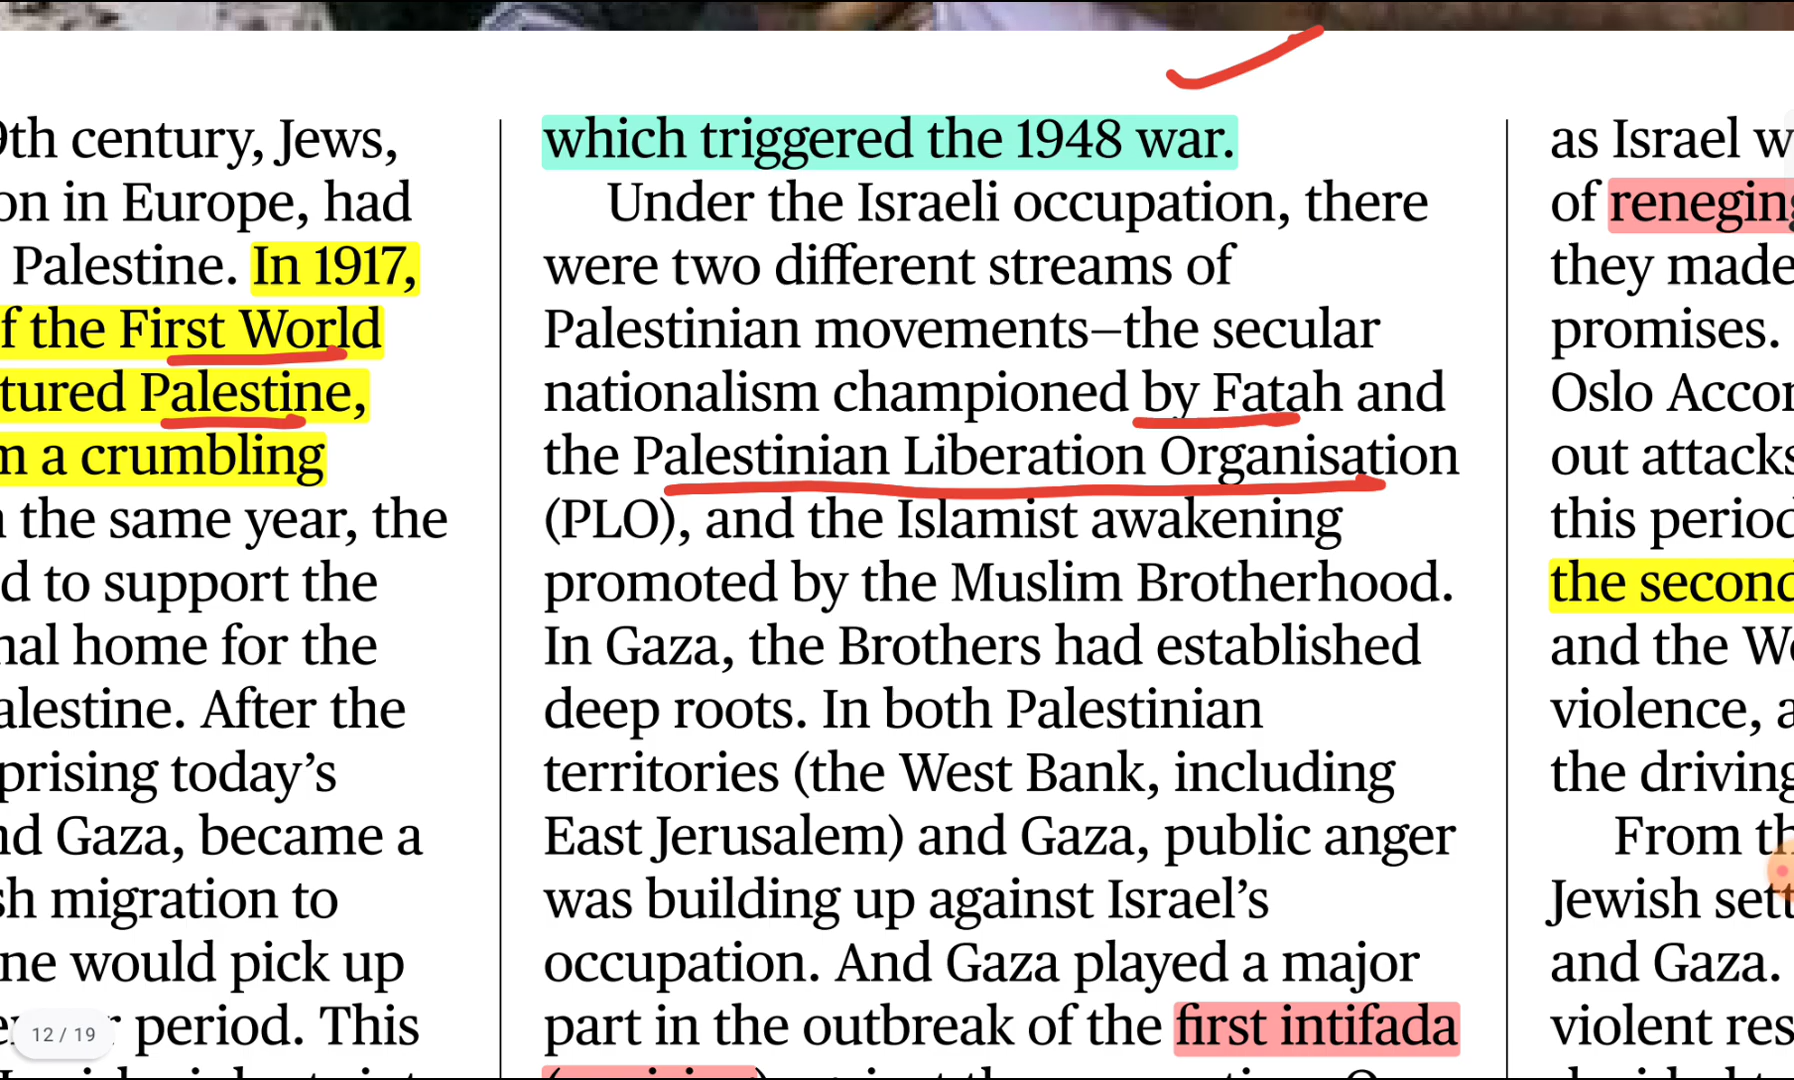 9th century, Jews,
on in Europe, had
Palestine. In 1917,
f the First World
tured Palestine,
m a crumbling
the same year, the
d to support the
nal home for the
alestine. After the
prising today’s
nd Gaza, became a
sh migration to
ne would pick up
period. This
which triggered the 1948 war.
Under the Israeli occupation, there
were two different streams of
Palestinian movements—the secular
nationalism championed by Fatah and
the Palestinian Liberation Organisation
(PLO), and the Islamist awakening
promoted by the Muslim Brotherhood.
In Gaza, the Brothers had established
deep roots. In both Palestinian
territories (the West Bank, including
East Jerusalem) and Gaza, public anger
was building up against Israel’s
occupation. And Gaza played a major
part in the outbreak of the first intifada
as Israel w
of reneging
they made
promises.
Oslo Accor
out attacks
this period
the second
and the We
violence, a
the driving
From th
Jewish sett
and Gaza.
violent res
12 / 19